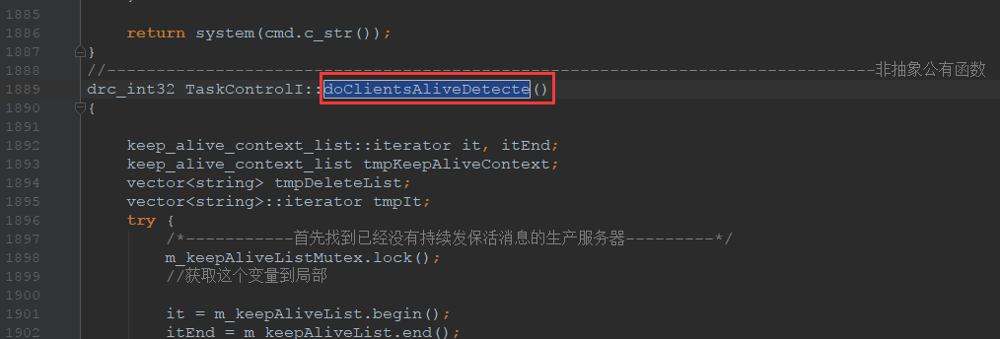 1885
1886 return system(cmd.c_str());
1887 }
1888 //------------------------------------------------------------------------------非抽象公有函数
1889 drc_int32 TaskControlI::doClientsAliveDetecte()
1890 {
1891
1892 keep_alive_context_list::iterator it, itEnd;
1893 keep_alive_context_list tmpKeepAliveContext;
1894 vector<string> tmpDeleteList;
1895 vector<string>::iterator tmpIt;
1896 try {
1897 /*-----------首先找到已经没有持续发保活消息的生产服务器---------*/
1898 m_keepAliveListMutex.lock();
1899 //获取这个变量到局部
1900
1901 it = m_keepAliveList.begin();
1902 itEnd = m_keepAliveList.end();